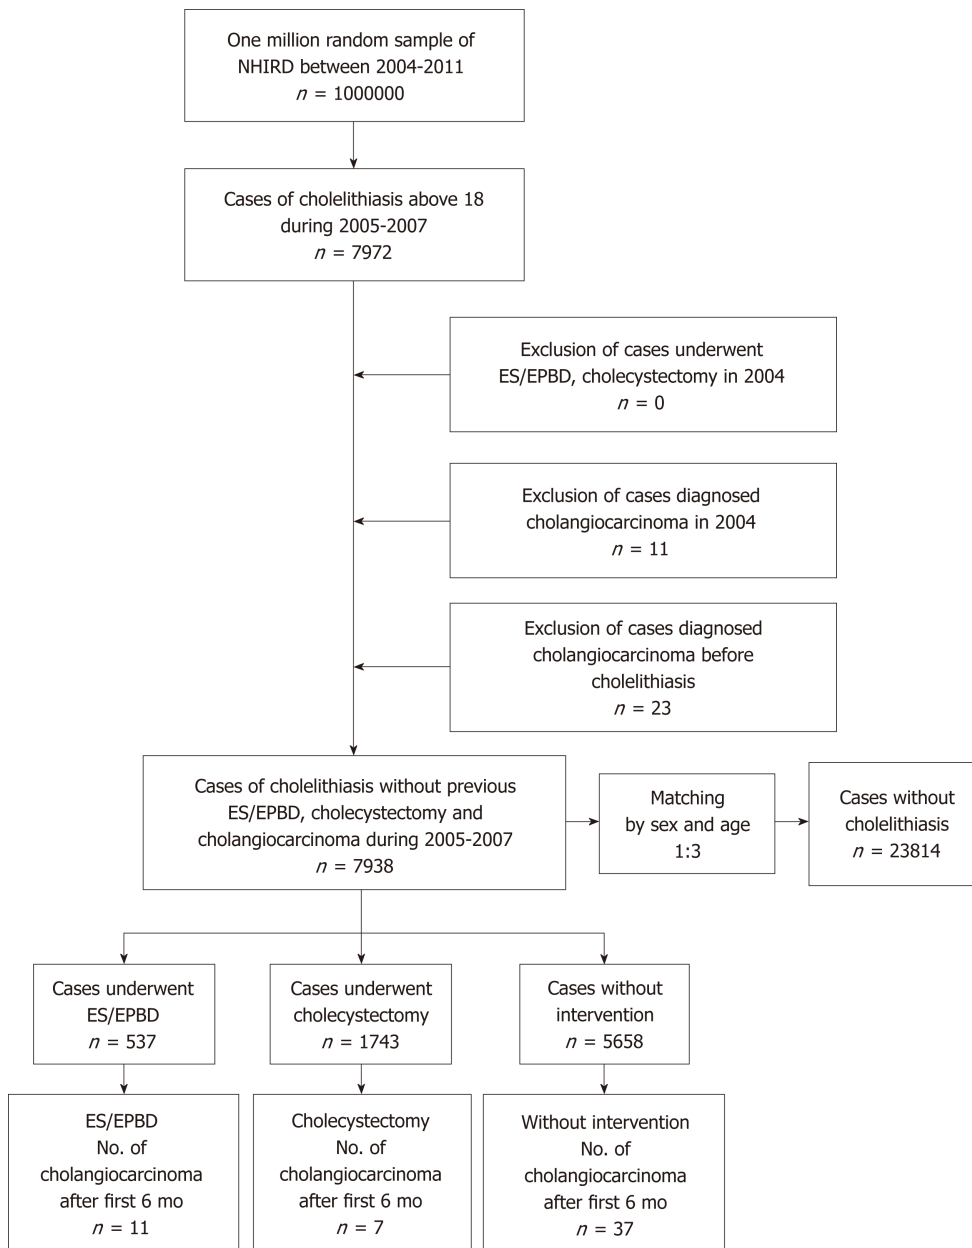 One million random sample of
NHIRD between 2004-2011
n = 1000000
Cases of cholelithiasis above 18
during 2005-2007
n = 7972
Exclusion of cases underwent
ES/EPBD, cholecystectomy in 2004
n = 0
Exclusion of cases diagnosed
cholangiocarcinoma in 2004
n = 11
Exclusion of cases diagnosed
cholangiocarcinoma before
cholelithiasis
n = 23
Cases of cholelithiasis without previous
ES/EPBD, cholecystectomy and
cholangiocarcinoma during 2005-2007
n = 7938
Matching
by sex and age
1:3
Cases without
cholelithiasis
n = 23814
Cases underwent
ES/EPBD
n = 537
Cases underwent
cholecystectomy
n = 1743
Cases without
intervention
n = 5658
ES/EPBD
No. of
cholangiocarcinoma
after first 6 mo
n = 11
Cholecystectomy
No. of
cholangiocarcinoma
after first 6 mo
n = 7
Without intervention
No. of
cholangiocarcinoma
after first 6 mo
n = 37